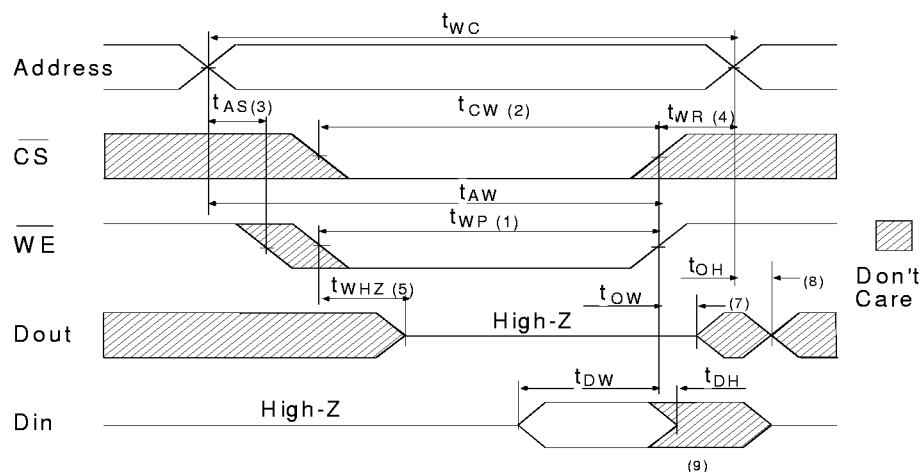 tWC
Address
tAS(3)
tCW (2)
tWR (4)
CS
tAW
WE
tWP (1)
Don't
Care
tWHZ (5)
tOW
tOH
(8)
(7)
Dout
High-Z
tDW
tDH
Din
High-Z
(9)